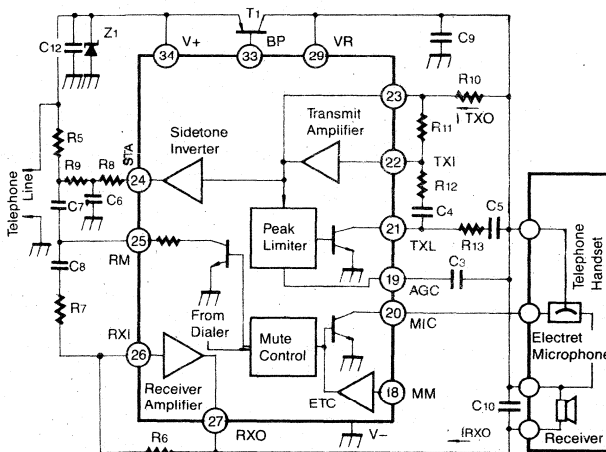 T1
C12
Z1
V+
BP
VR
C9
34
33
29
23
R10
TXO
Transmit
Amplifier
R11
Sidetone
Inverter
R5
STA
22
TXI
R9
R8
24
R12
Telephone
Line
C7
C6
C4
C5
Peak
Limiter
21
TXL
R13
25
RM
C8
19
AGC
C3
Telephone
Handset
20
MIC
From
Dialer
R7
RXI
26
Mute
Control
Electret
Microphone
Receiver
Amplifier
ETC
18
MM
27
RXO
V−
C10
R6
IRXO
Receiver